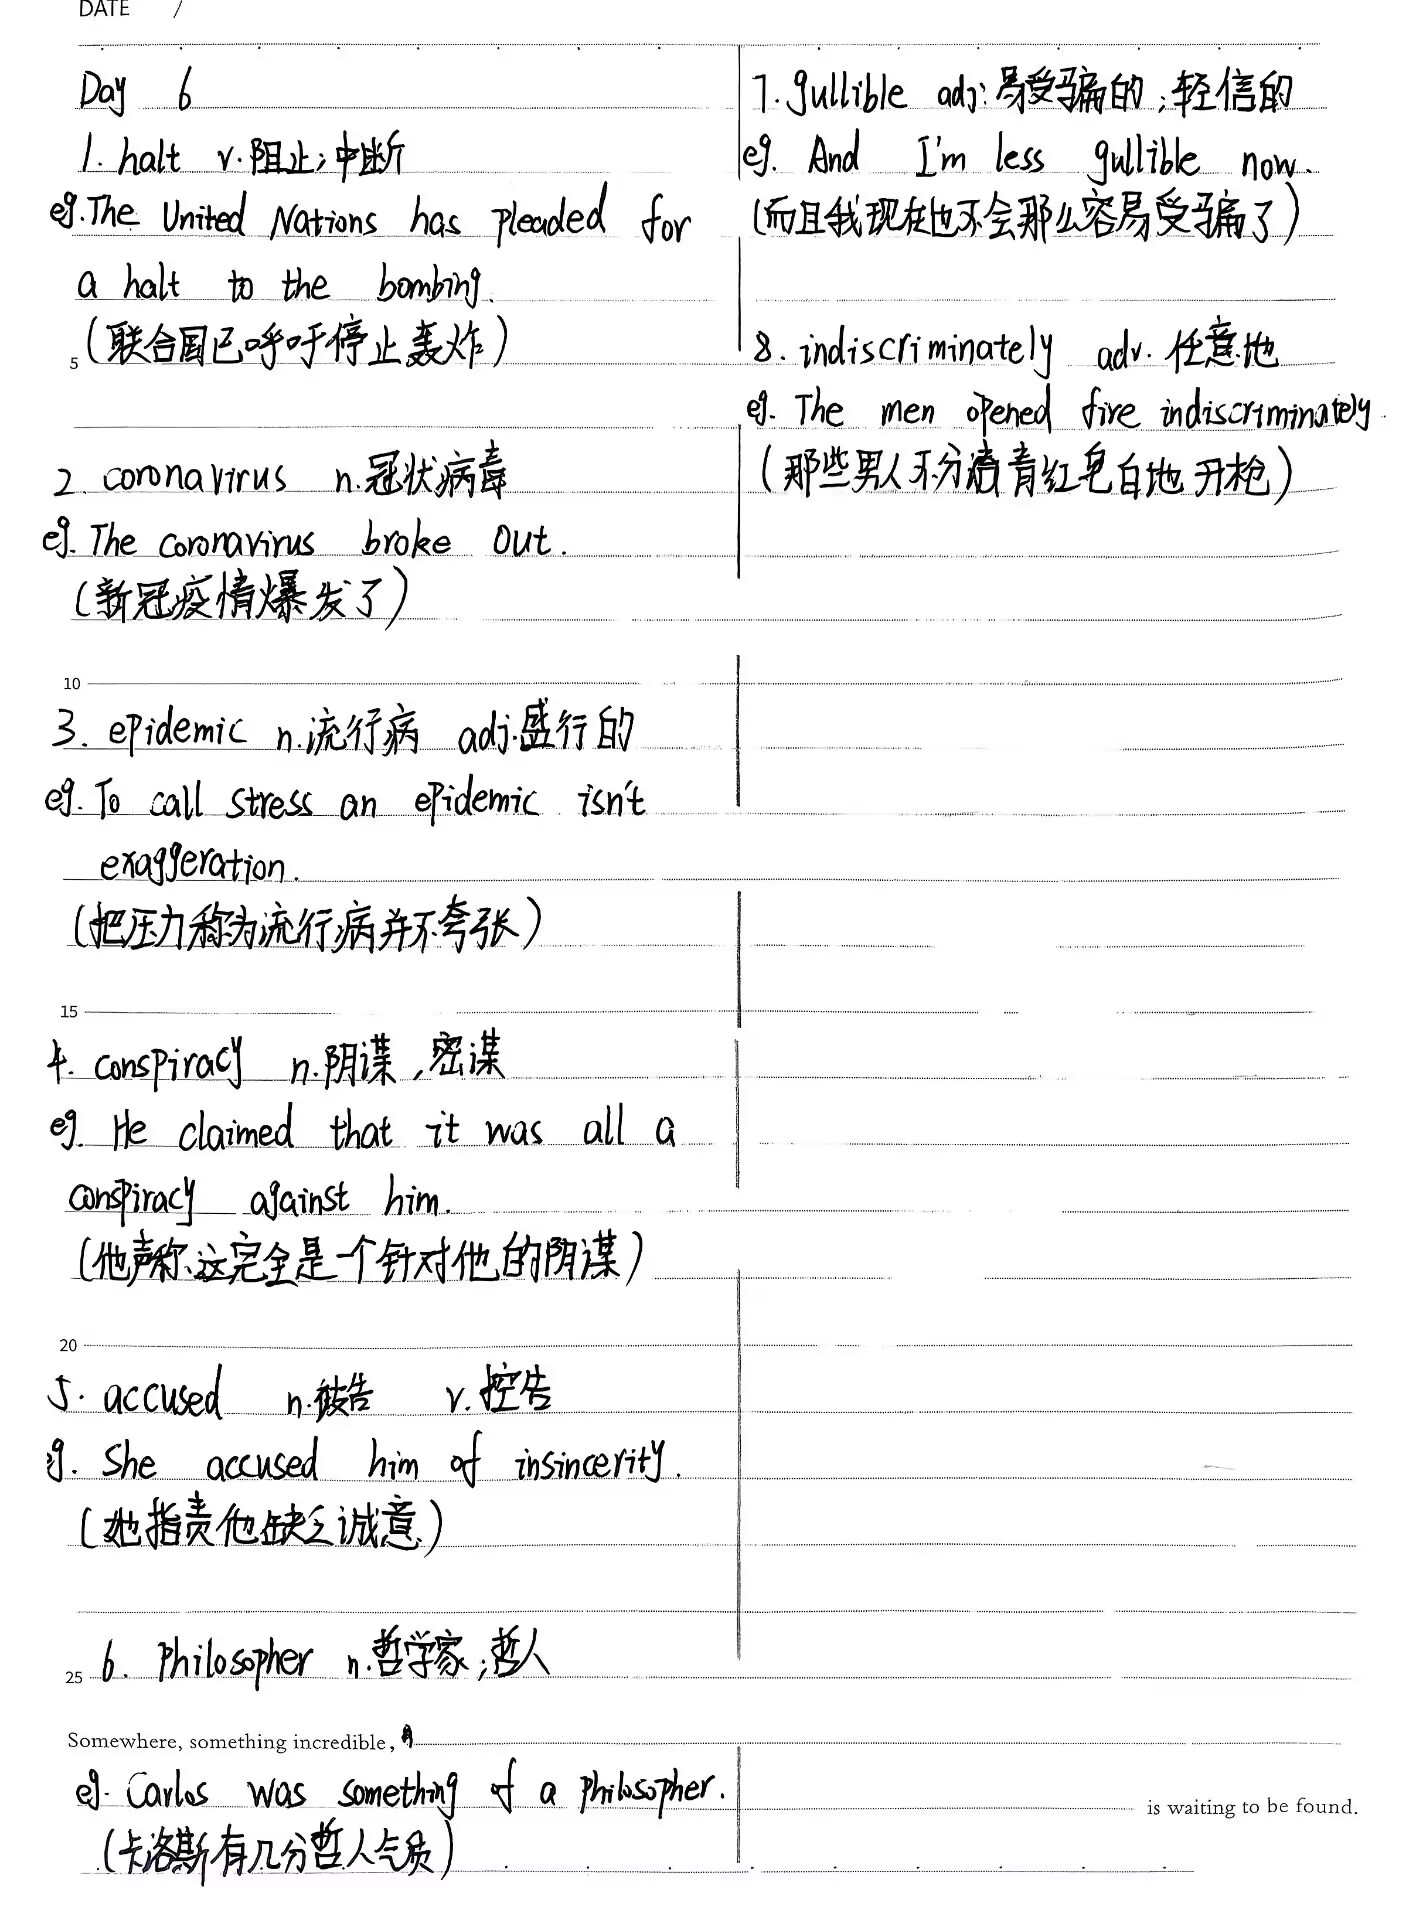 DATE /
Day 6
1. halt v.阻止;中断
eg.The United Nations has pleaded for
a halt to the bombing.
(联合国已呼吁停止轰炸)
5
2. coronavirus n.冠状病毒
eg.The coronavirus broke out.
(新冠疫情爆发了)
10
3. epidemic n.流行病 adj.盛行的
eg.To call stress an epidemic isn't
exaggeration.
(把压力称为流行病并不夸张)
15
4. conspiracy n.阴谋,密谋
eg. He claimed that it was all a
conspiracy against him.
(他声称这完全是一个针对他的阴谋)
20
5. accused n.被告 v.控告
eg. She accused him of insincerity.
(她指责他缺乏诚意)
6. Philosopher n.哲学家;哲人
25
Somewhere, something incredible,
eg. Carlos was something of a philosopher.
(卡洛斯有几分哲人气质)
7. gullible adj:易受骗的;轻信的
eg. And I'm less gullible now.
(而且我现在也不会那么容易受骗了)
8. indiscriminately adv. 任意地
eg. The men opened fire indiscriminately.
(那些男人不分青红皂白地开枪)
is waiting to be found.